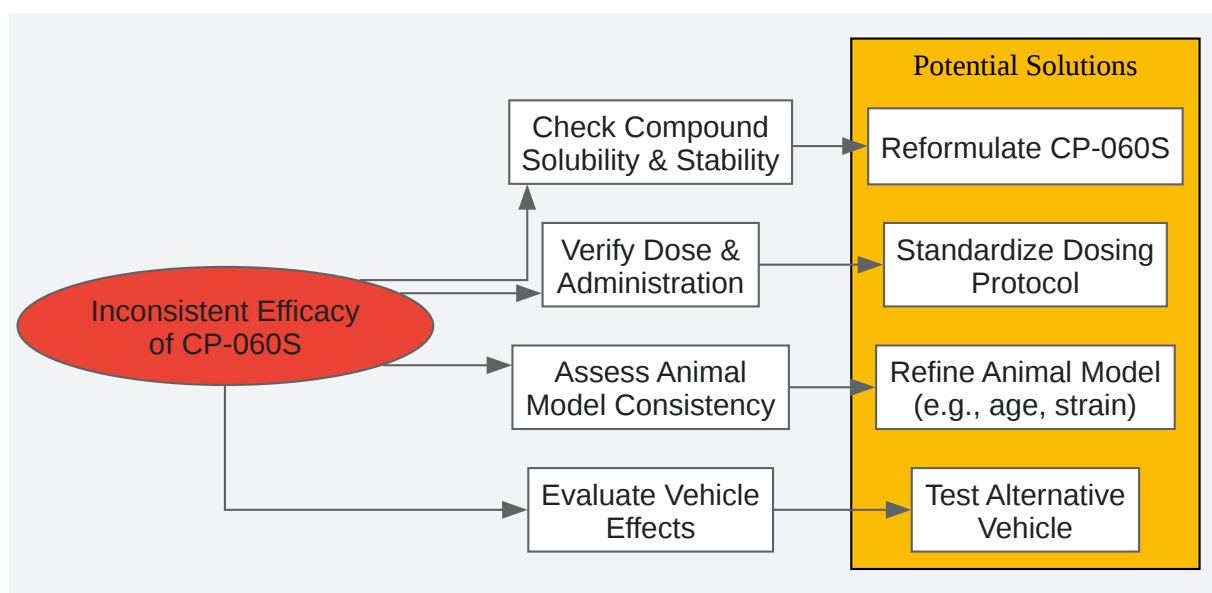 Potential Solutions
Check Compound
Solubility & Stability
Reformulate CP-060S
Verify Dose &
Administration
Standardize Dosing
Protocol
Inconsistent Efficacy
of CP-060S
Assess Animal
Model Consistency
Refine Animal Model
(e.g., age, strain)
Evaluate Vehicle
Effects
Test Alternative
Vehicle